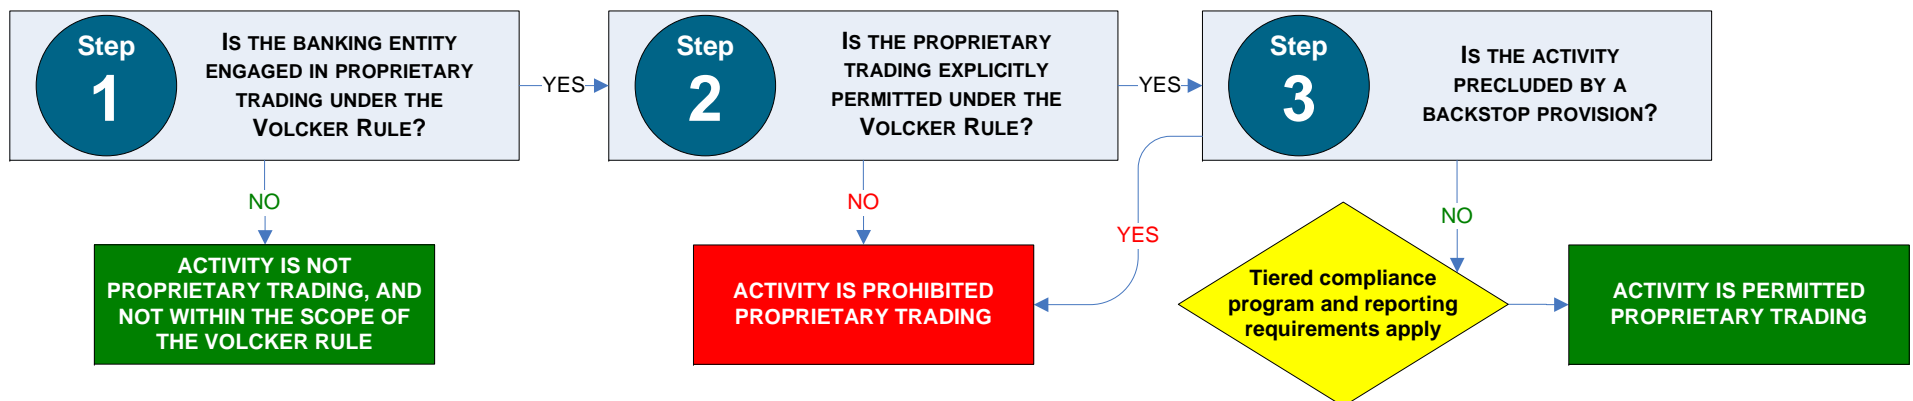 Step
1
IS THE BANKING ENTITY
ENGAGED IN PROPRIETARY
TRADING UNDER THE
VOLCKER RULE?
YES
Step
2
IS THE PROPRIETARY
TRADING EXPLICITLY
PERMITTED UNDER THE
VOLCKER RULE?
YES
Step
3
IS THE ACTIVITY
PRECLUDED BY A
BACKSTOP PROVISION?
NO
NO
YES
NO
ACTIVITY IS NOT
PROPRIETARY TRADING, AND
NOT WITHIN THE SCOPE OF
THE VOLCKER RULE
ACTIVITY IS PROHIBITED
PROPRIETARY TRADING
Tiered compliance
program and reporting
requirements apply
ACTIVITY IS PERMITTED
PROPRIETARY TRADING